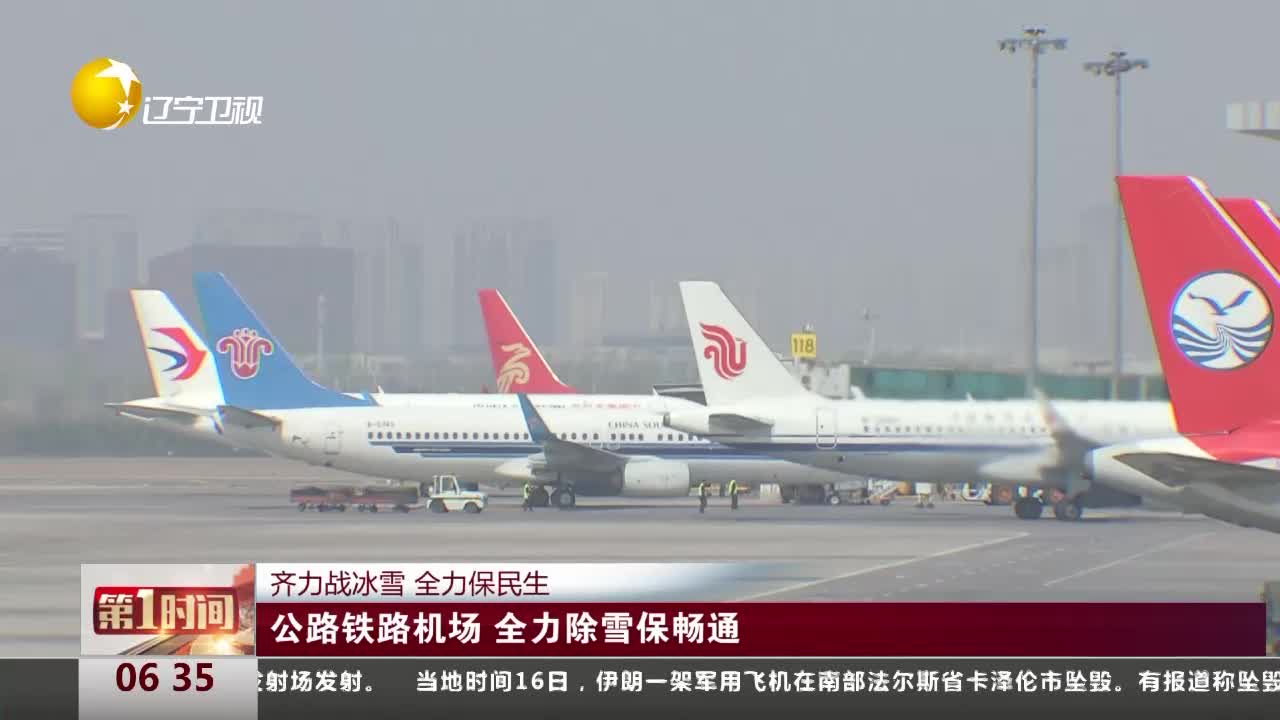 辽宁卫视
118
CHINA SOU
齐力战冰雪 全力保民生
第1时间
公路铁路机场 全力除雪保畅通
06 35
发射场发射。 当地时间16日，伊朗一架军用飞机在南部法尔斯省卡泽伦市坠毁。有报道称坠毁